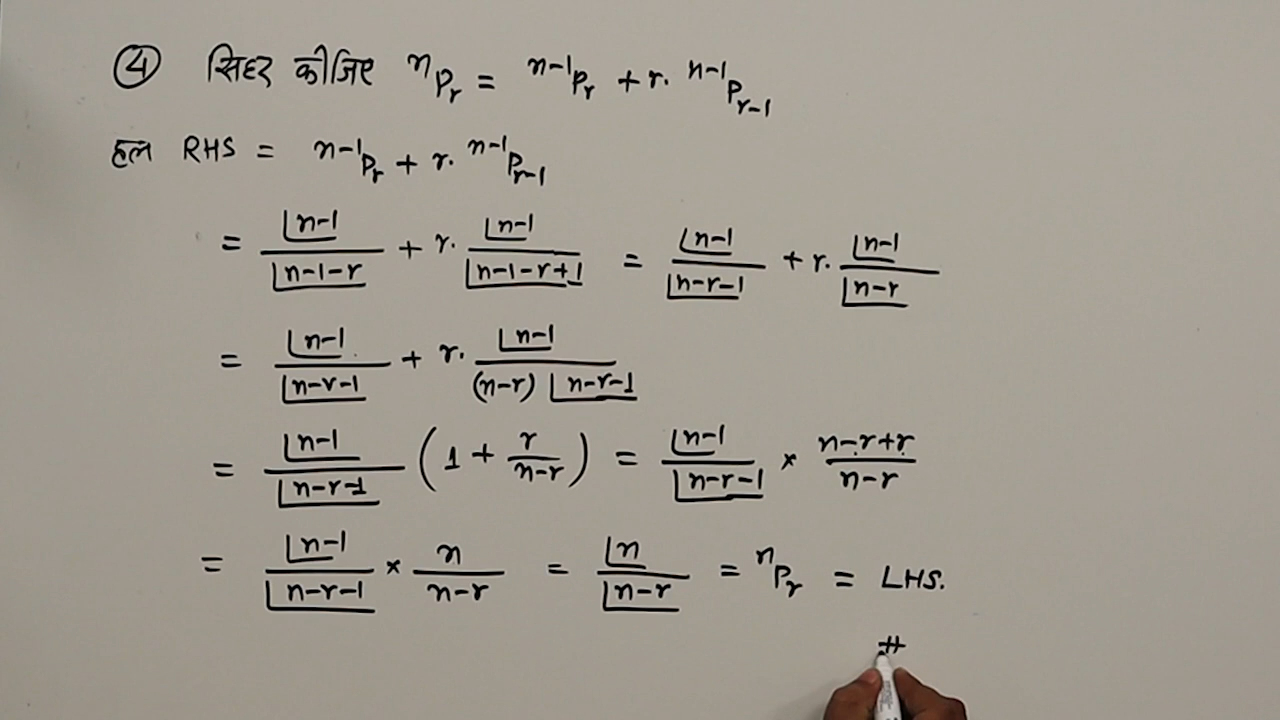 ④ सिद्ध कीजिए ⁿPᵣ = ⁿ⁻¹Pᵣ + r. ⁿ⁻¹Pᵣ₋₁
हल RHS = ⁿ⁻¹Pᵣ + r. ⁿ⁻¹Pᵣ₋₁
= ⌊n-1 / ⌊n-1-r + r. ⌊n-1 / ⌊n-1-r+1 = ⌊n-1 / ⌊n-r-1 + r. ⌊n-1 / ⌊n-r
= ⌊n-1 / ⌊n-r-1 + r. ⌊n-1 / (n-r) ⌊n-r-1
= ⌊n-1 / ⌊n-r-1 (1 + r / n-r) = ⌊n-1 / ⌊n-r-1 × n-r+r / n-r
= ⌊n-1 / ⌊n-r-1 × n / n-r = ⌊n / ⌊n-r = ⁿPᵣ = LHS.
#